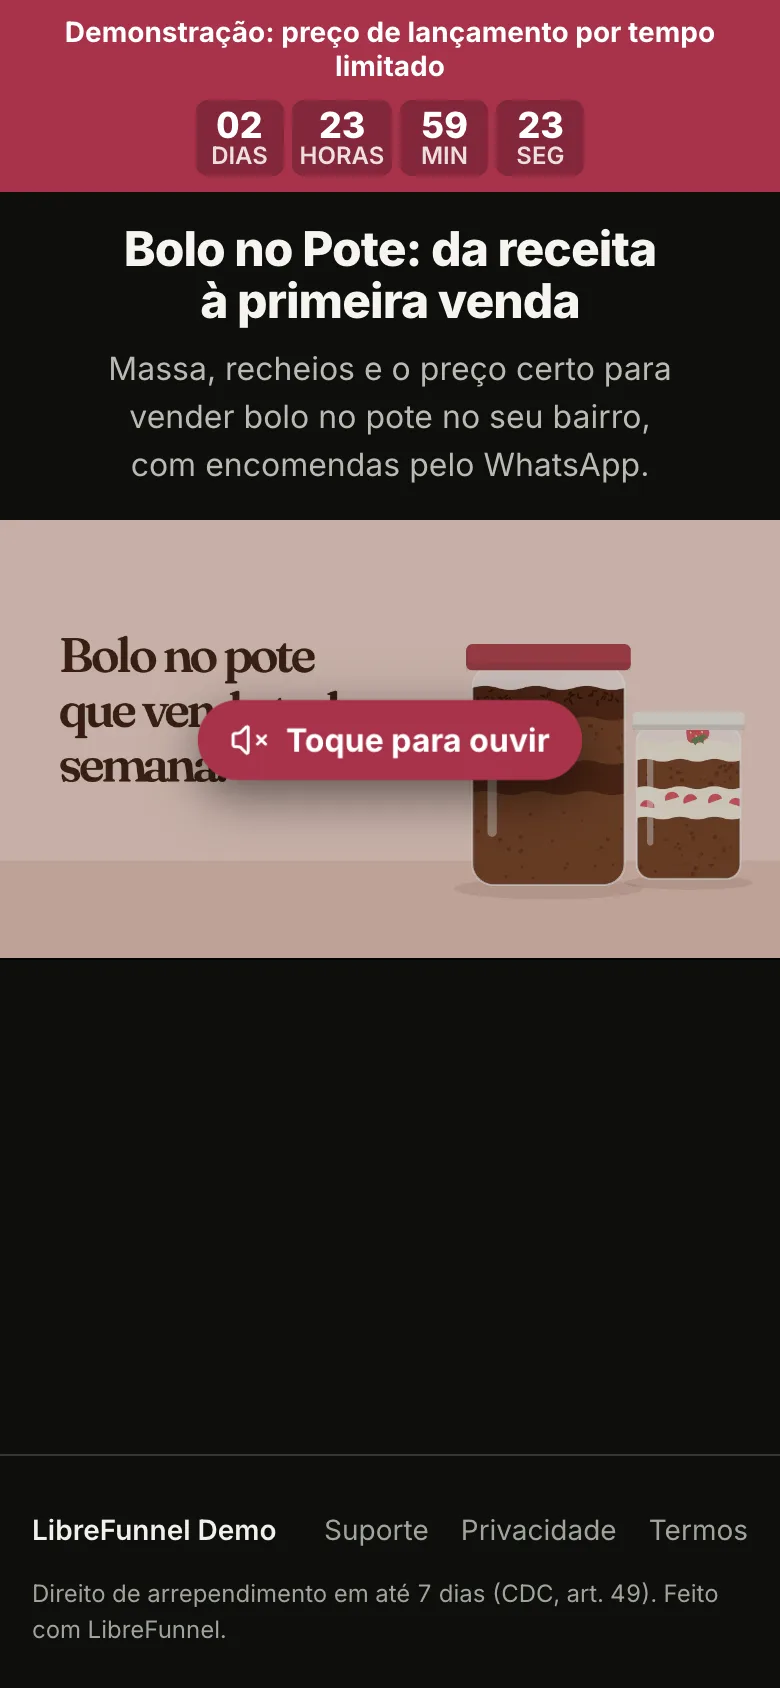 Demonstração: preço de lançamento por tempo
limitado
02 23 59 23
DIAS HORAS MIN SEG
Bolo no Pote: da receita
à primeira venda
Massa, recheios e o preço certo para
vender bolo no pote no seu bairro,
com encomendas pelo WhatsApp.
Bolo no pote
que
semana.
Toque para ouvir
LibreFunnel Demo Suporte Privacidade Termos
Direito de arrependimento em até 7 dias (CDC, art. 49). Feito
com LibreFunnel.